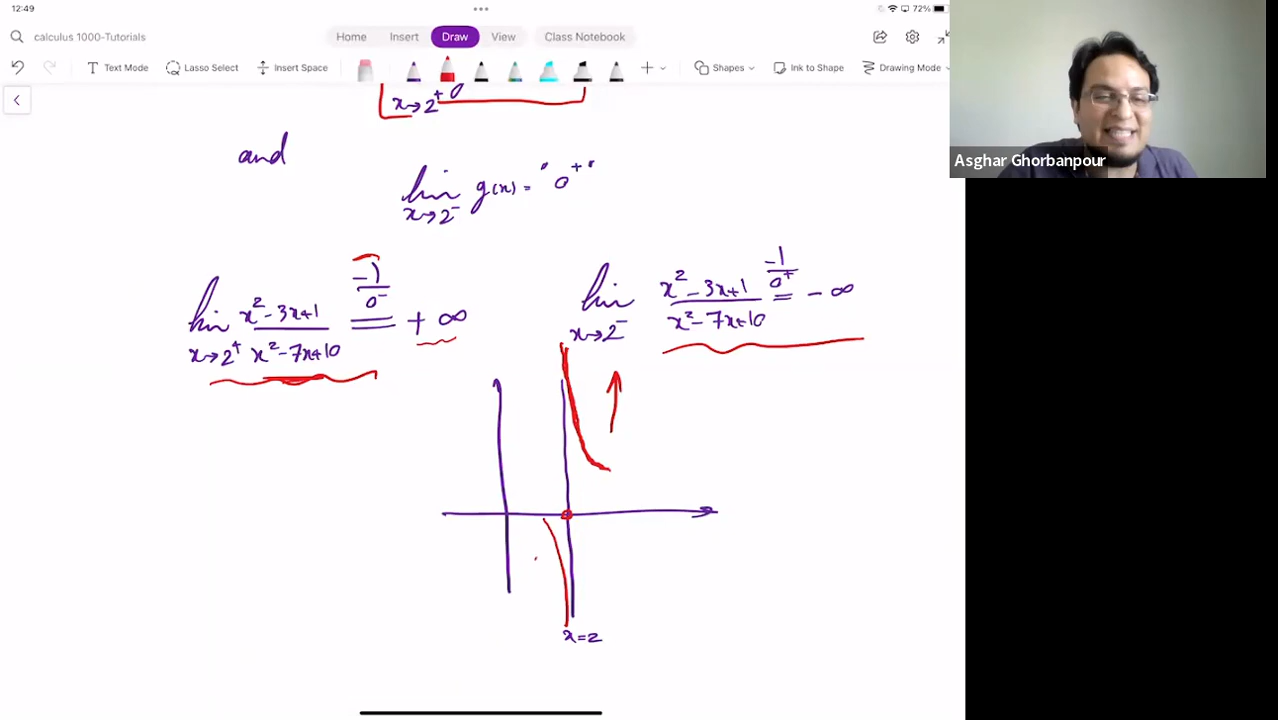 12:49
72%
calculus 1000-Tutorials
Home Insert Draw View Class Notebook
Text Mode Lasso Select Insert Space Shapes Ink to Shape Drawing Mode
x→2⁺ 0
and
lim g(x) = "0⁺"
x→2⁻
lim x²-3x+1 / x²-7x+10 = -1/0⁻ + ∞
x→2⁺
lim x²-3x+1 / x²-7x+10 = -1/0⁺ - ∞
x→2⁻
x=2
Asghar Ghorbanpour